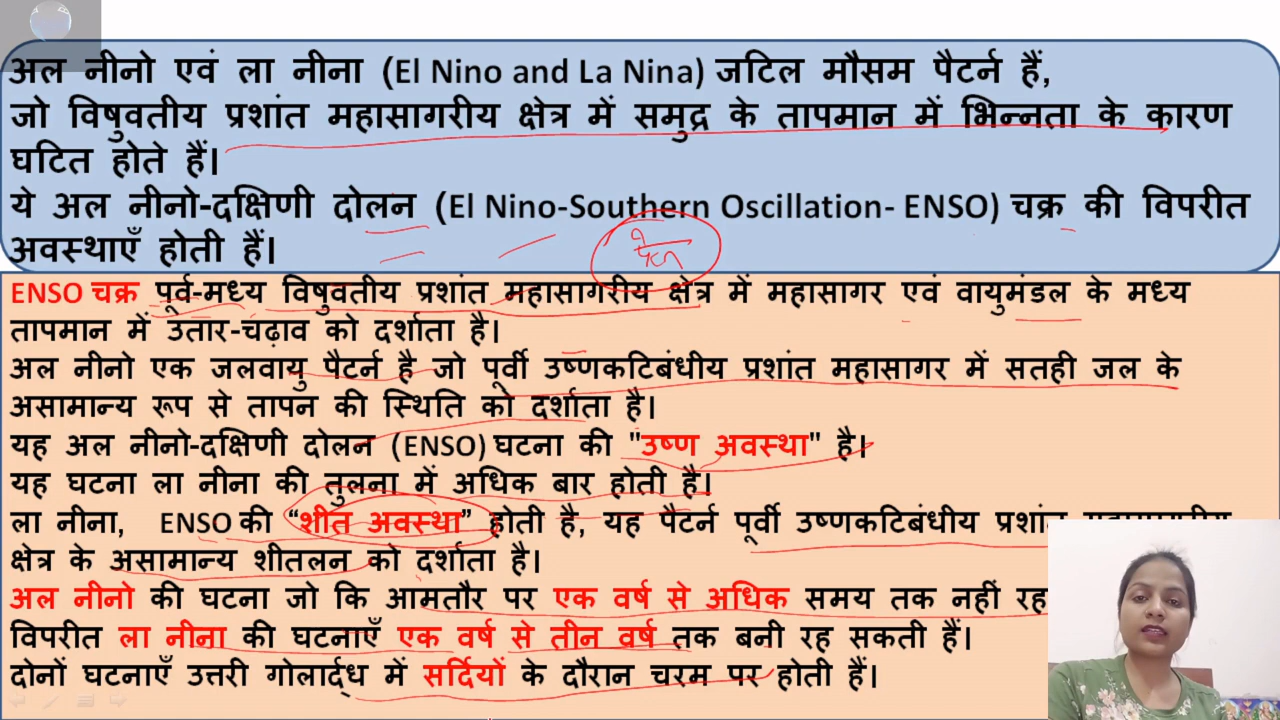 अल नीनो एवं ला नीना (El Nino and La Nina) जटिल मौसम पैटर्न हैं,
जो विषुवतीय प्रशांत महासागरीय क्षेत्र में समुद्र के तापमान में भिन्नता के कारण
घटित होते हैं।
ये अल नीनो-दक्षिणी दोलन (El Nino-Southern Oscillation- ENSO) चक्र की विपरीत
अवस्थाएँ होती हैं।
ENSO चक्र पूर्व-मध्य विषुवतीय प्रशांत महासागरीय क्षेत्र में महासागर एवं वायुमंडल के मध्य
तापमान में उतार-चढ़ाव को दर्शाता है।
अल नीनो एक जलवायु पैटर्न है जो पूर्वी उष्णकटिबंधीय प्रशांत महासागर में सतही जल के
असामान्य रूप से तापन की स्थिति को दर्शाता है।
यह अल नीनो-दक्षिणी दोलन (ENSO) घटना की "उष्ण अवस्था" है।
यह घटना ला नीना की तुलना में अधिक बार होती है।
ला नीना, ENSO की “शीत अवस्था” होती है, यह पैटर्न पूर्वी उष्णकटिबंधीय
क्षेत्र के असामान्य शीतलन को दर्शाता है।
अल नीनो की घटना जो कि आमतौर पर एक वर्ष से अधिक समय तक नहीं
विपरीत ला नीना की घटनाएँ एक वर्ष से तीन वर्ष तक बनी रह सकती हैं।
दोनों घटनाएँ उत्तरी गोलार्द्ध में सर्दियों के दौरान चरम पर होती हैं।